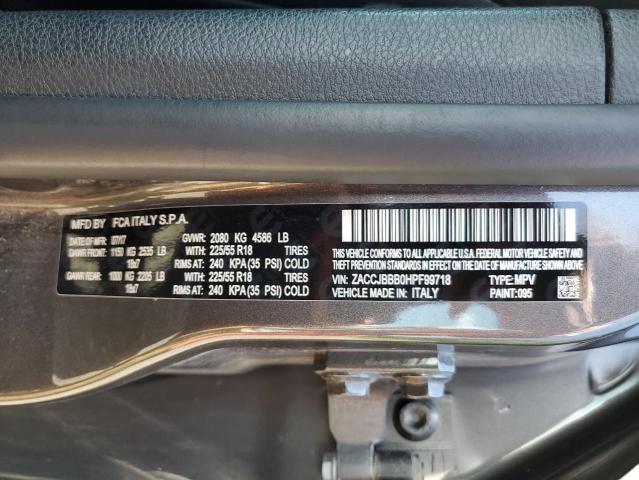 MFD BY FCA ITALY S.P.A.
DATE OF MFR 07/17 GVWR: 2080 KG 4586 LB
GAWR FRONT: 1150 KG 2535 LB WITH: 225/55 R18 TIRES
18x7 RIMS AT: 240 KPA(35 PSI) COLD
GAWR REAR: 1000 KG 2205 LB WITH: 225/55 R18 TIRES
18x7 RIMS AT: 240 KPA(35 PSI) COLD
THIS VEHICLE CONFORMS TO ALL APPLICABLE U.S.A. FEDERAL MOTOR VEHICLE SAFETY, BUMPER AND THEFT PREVENTION STANDARDS IN EFFECT ON THE DATE OF MANUFACTURE SHOWN ABOVE.
VIN: ZACCJBBB0HPF99718 TYPE: MPV
VEHICLE MADE IN: ITALY PAINT: 095